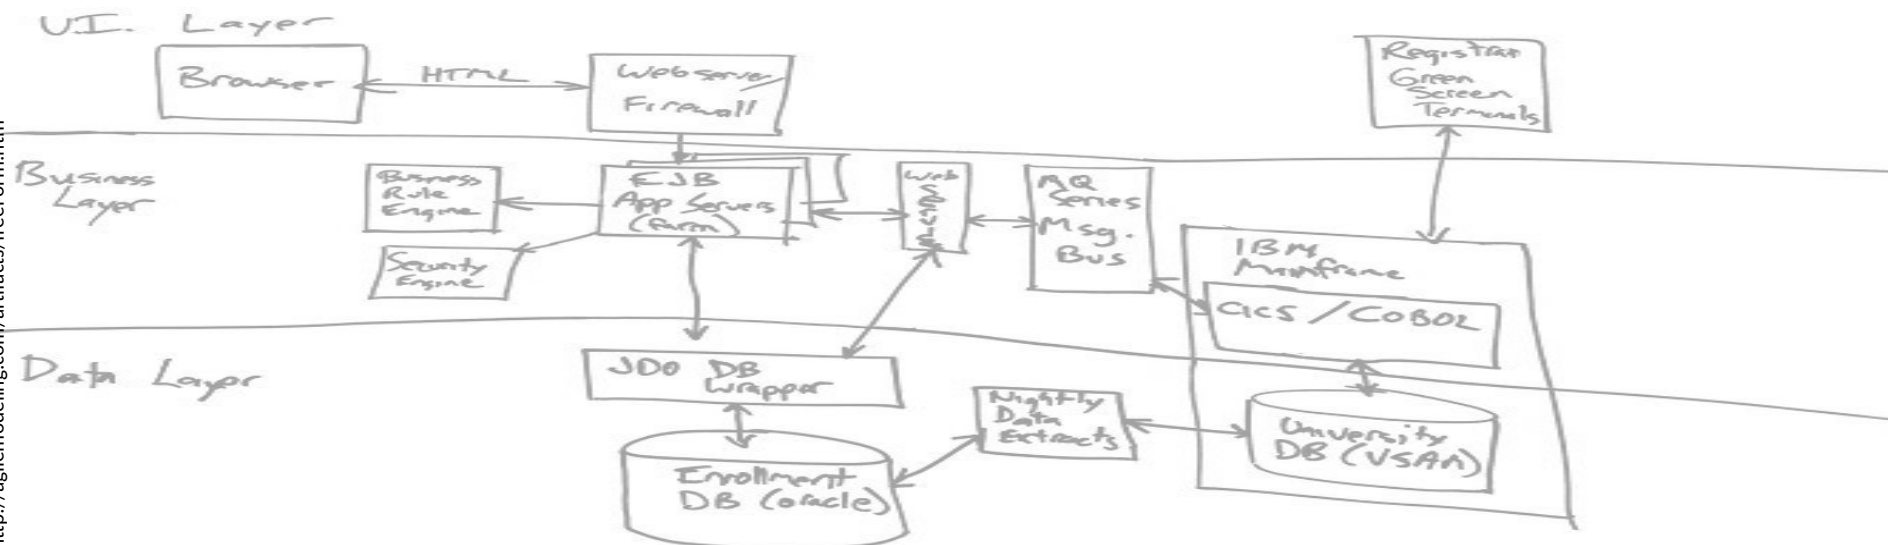 UI. Layer
Browser
HTML
Webserver/
Firewall
Registrar
Green
Screen
Terminals
Business
Layer
Business
Rule
Engine
EJB
App Servers
(farm)
Web
Services
MQ
Series
Msg.
Bus
Security
Engine
IBM
Mainframe
CICS / COBOL
Data Layer
JDO DB
Wrapper
Nightly
Data
Extracts
University
DB (VSAM)
Enrollment
DB (oracle)